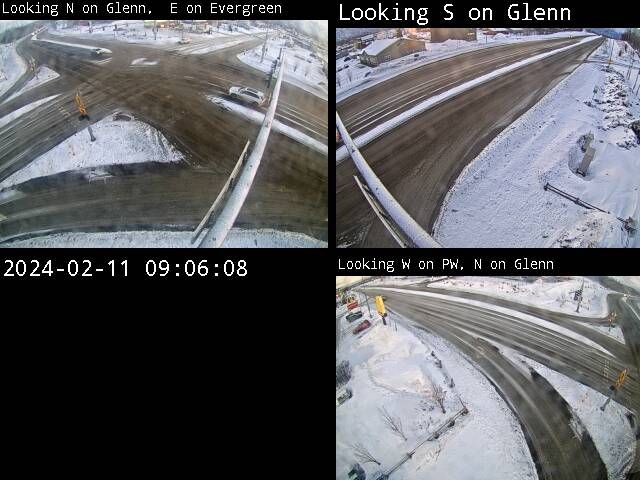 Looking N on Glenn,  E on Evergreen
Looking S on Glenn
2024-02-11 09:06:08
Looking W on PW, N on Glenn